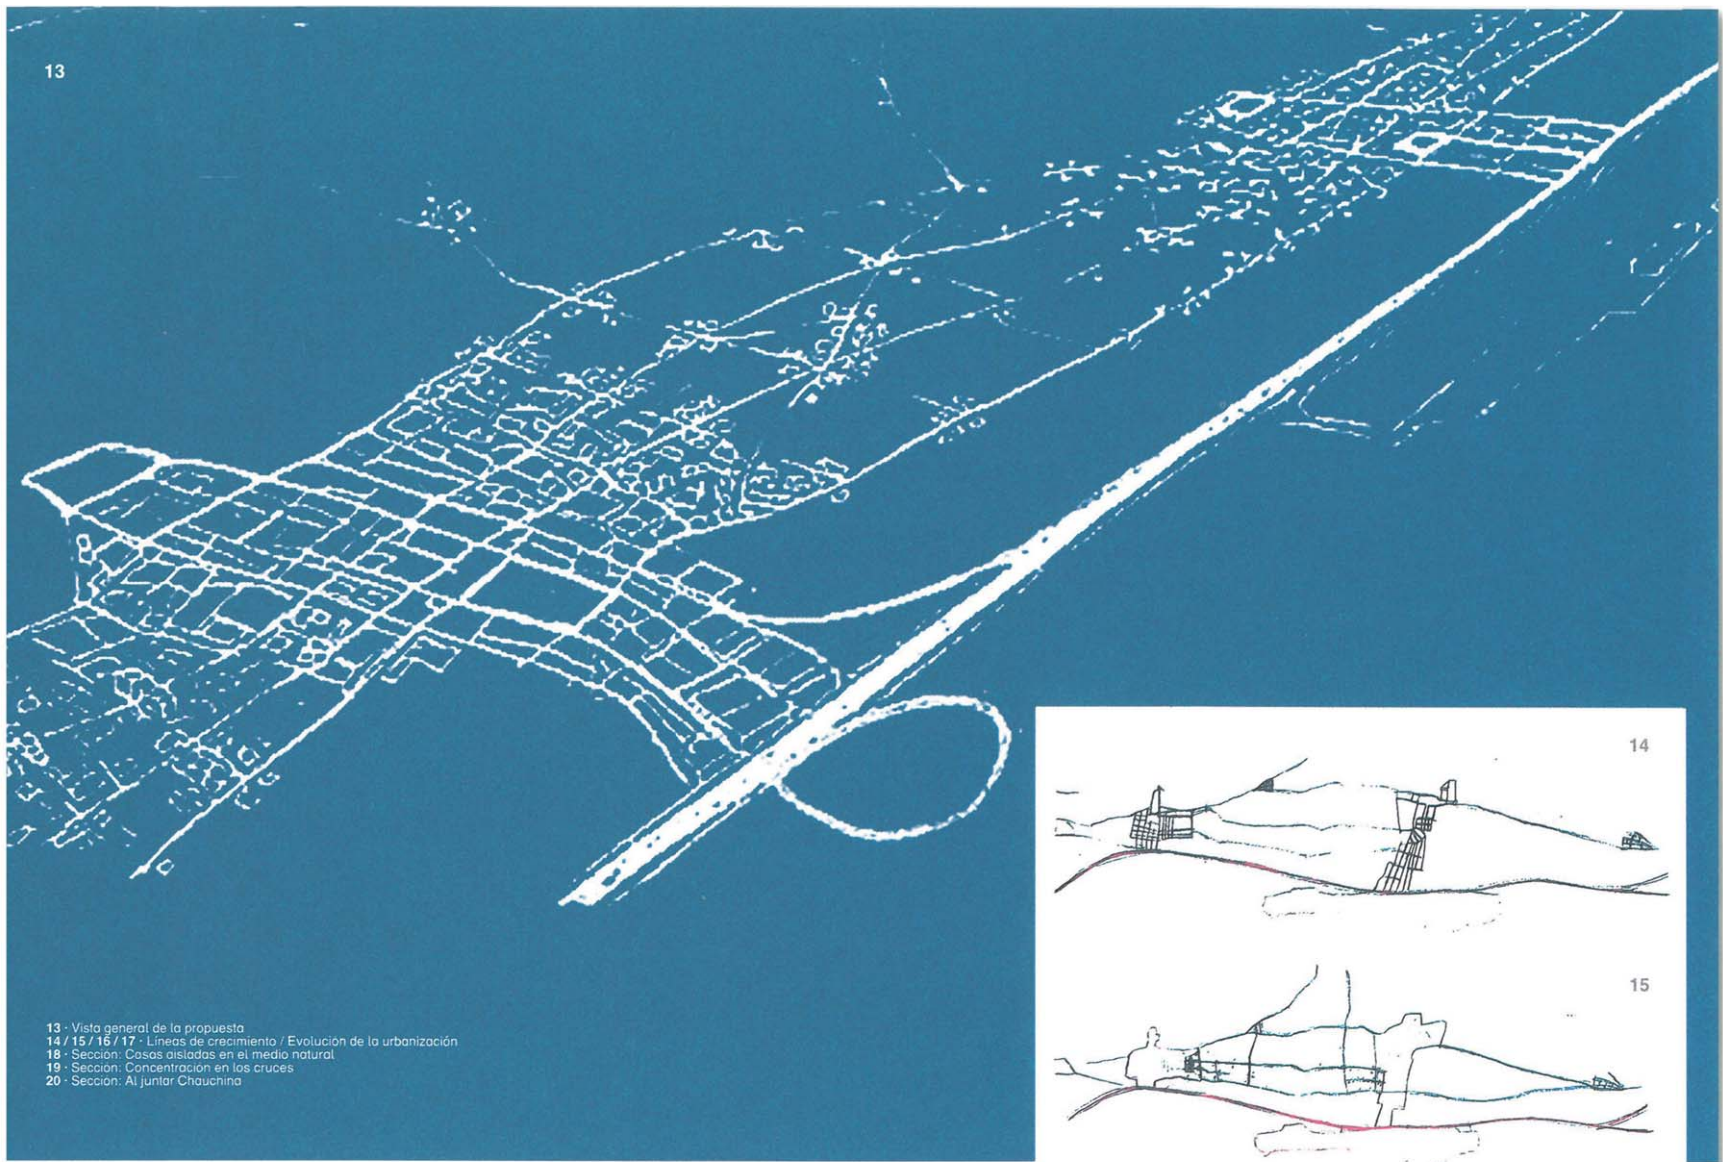 13
14
15
13 · Vista general de la propuesta
14 / 15 / 16 / 17 · Líneas de crecimiento / Evolución de la urbanización
18 · Sección: Casas aisladas en el medio natural
19 · Sección: Concentración en los cruces
20 · Sección: Al juntar Chauchina